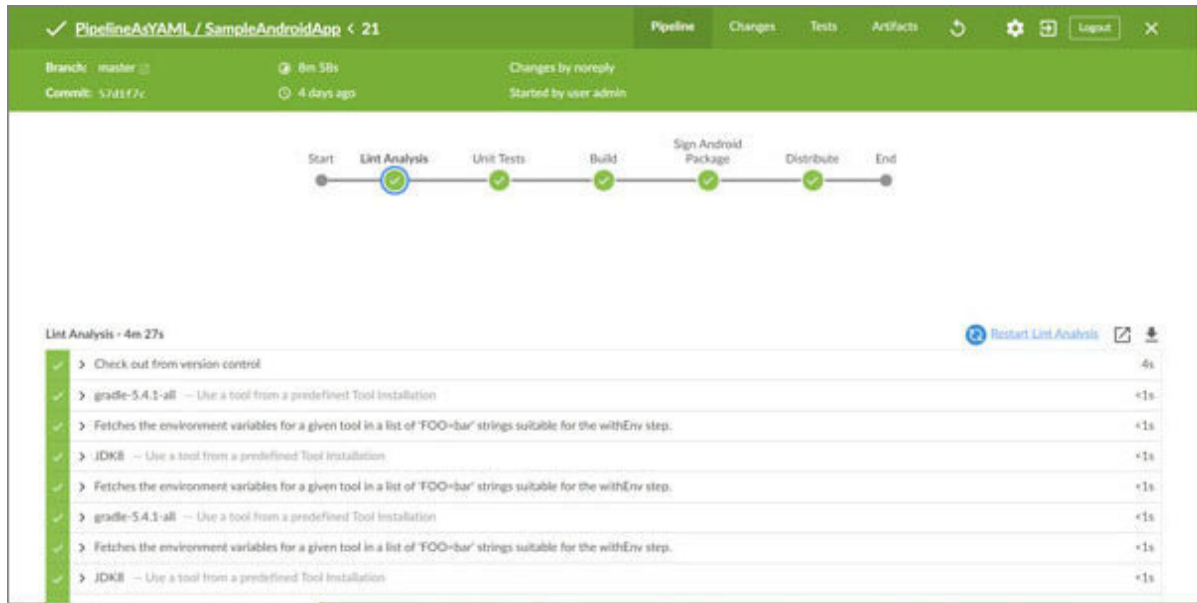 PipelineAsYAML / SampleAndroidApp < 21 Pipeline Changes Tests Artifacts Logout
Branch: master 8m 58s Changes by noreply
Commit: 57d1f7c 4 days ago Started by user admin
Start Lint Analysis Unit Tests Build Sign Android Package Distribute End
Lint Analysis - 4m 27s Restart Lint Analysis
Check out from version control 4s
gradle-5.4.1-all — Use a tool from a predefined Tool Installation <1s
Fetches the environment variables for a given tool in a list of 'FOO=bar' strings suitable for the withEnv step. <1s
JDK8 — Use a tool from a predefined Tool Installation <1s
Fetches the environment variables for a given tool in a list of 'FOO=bar' strings suitable for the withEnv step. <1s
gradle-5.4.1-all — Use a tool from a predefined Tool Installation <1s
Fetches the environment variables for a given tool in a list of 'FOO=bar' strings suitable for the withEnv step. <1s
JDK8 — Use a tool from a predefined Tool Installation <1s